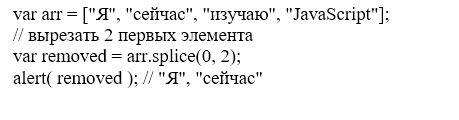 var arr = ["Я", "сейчас", "изучаю", "JavaScript"];
// вырезать 2 первых элемента
var removed = arr.splice(0, 2);
alert( removed ); // "Я", "сейчас"